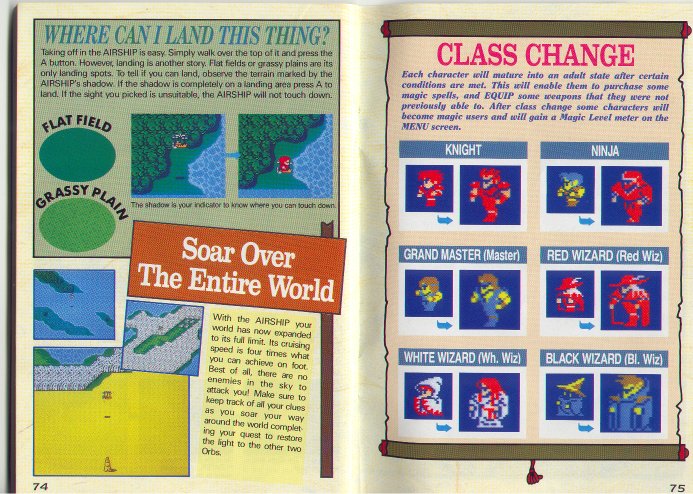 WHERE CAN I LAND THIS THING?
Taking off in the AIRSHIP is easy. Simply walk over the top of it and press the
A button. However, landing is another story. Flat fields or grassy plains are its
only landing spots. To tell if you can land, observe the terrain marked by the
AIRSHIP's shadow. If the shadow is completely on a landing area press A to
land. If the sight you picked is unsuitable, the AIRSHIP will not touch down.
FLAT FIELD
GRASSY PLAIN
The shadow is your indicator to know where you can touch down.
Soar Over
The Entire World
With the AIRSHIP your
world has now expanded
to its full limit. Its cruising
speed is four times what
you can achieve on foot.
Best of all, there are no
enemies in the sky to
attack you! Make sure to
keep track of all your clues
as you soar your way
around the world complet-
ing your quest to restore
the light to the other two
Orbs.
74
CLASS CHANGE
Each character will mature into an adult state after certain
conditions are met. This will enable them to purchase some
magic spells, and EQUIP some weapons that they were not
previously able to. After class change some characters will
become magic users and will gain a Magic Level meter on the
MENU screen.
KNIGHT
NINJA
GRAND MASTER (Master)
RED WIZARD (Red Wiz)
WHITE WIZARD (Wh. Wiz)
BLACK WIZARD (Bl. Wiz)
75